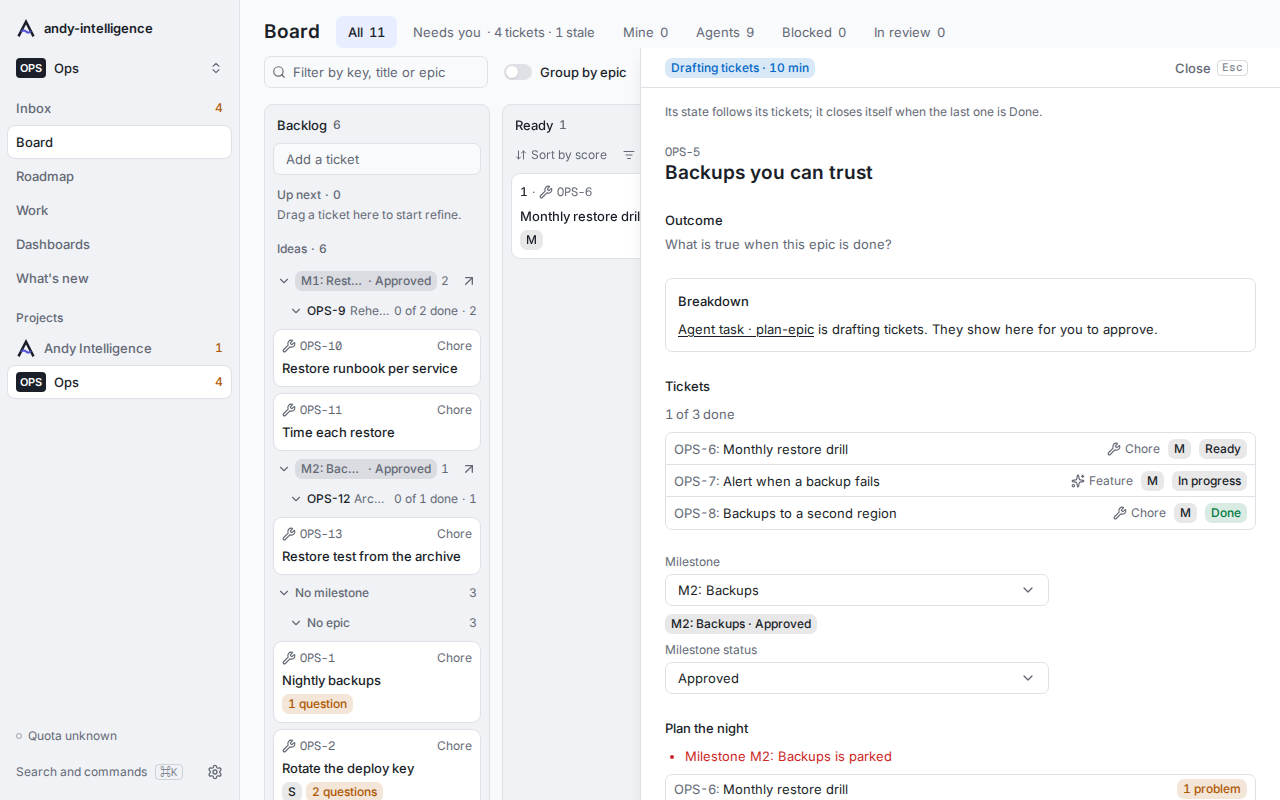 andy-intelligence
OPS Ops
Inbox 4
Board
Roadmap
Work
Dashboards
What's new
Projects
Andy Intelligence 1
OPS Ops 4
Quota unknown
Search and commands ⌘K
Board All 11 Needs you · 4 tickets · 1 stale Mine 0 Agents 9 Blocked 0 In review 0
Filter by key, title or epic Group by epic
Backlog 6
Add a ticket
Up next · 0
Drag a ticket here to start refine.
Ideas · 6
M1: Rest... · Approved 2
OPS-9 Rehe... 0 of 2 done · 2
OPS-10 Chore
Restore runbook per service
OPS-11 Chore
Time each restore
M2: Bac... · Approved 1
OPS-12 Arc... 0 of 1 done · 1
OPS-13 Chore
Restore test from the archive
No milestone 3
No epic 3
OPS-1 Chore
Nightly backups
1 question
OPS-2 Chore
Rotate the deploy key
S 2 questions
Ready 1
Sort by score
1 · OPS-6
Monthly restore dril
M
Drafting tickets · 10 min Close Esc
Its state follows its tickets; it closes itself when the last one is Done.
OPS-5
Backups you can trust
Outcome
What is true when this epic is done?
Breakdown
Agent task · plan-epic is drafting tickets. They show here for you to approve.
Tickets
1 of 3 done
OPS-6: Monthly restore drill Chore M Ready
OPS-7: Alert when a backup fails Feature M In progress
OPS-8: Backups to a second region Chore M Done
Milestone
M2: Backups
M2: Backups · Approved
Milestone status
Approved
Plan the night
• Milestone M2: Backups is parked
OPS-6: Monthly restore drill 1 problem